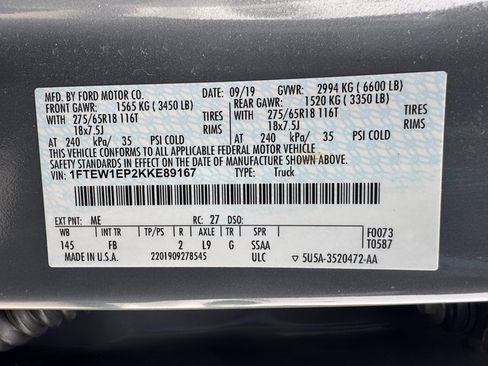 MFD. BY FORD MOTOR CO. 09/19 GVWR: 2994 KG ( 6600 LB)
FRONT GAWR: 1565 KG ( 3450 LB) REAR GAWR: 1520 KG ( 3350 LB)
WITH 275/65R18 116T TIRES WITH 275/65R18 116T TIRES
18x7.5J RIMS 18x7.5J RIMS
AT 240 kPa/ 35 PSI COLD AT 240 kPa/ 35 PSI COLD
THIS VEHICLE CONFORMS TO ALL APPLICABLE FEDERAL MOTOR VEHICLE
SAFETY STANDARDS IN EFFECT ON THE DATE OF MANUFACTURE SHOWN ABOVE.
VIN: 1FTEW1EP2KKE89167 TYPE: Truck
EXT PNT: ME RC: 27 DSO: F0073
WB INT TR TP/PS R AXLE TR SPR T0587
145 FB 2 L9 G SSAA
MADE IN U.S.A. 2201909278545 ULC 5U5A-3520472-AA